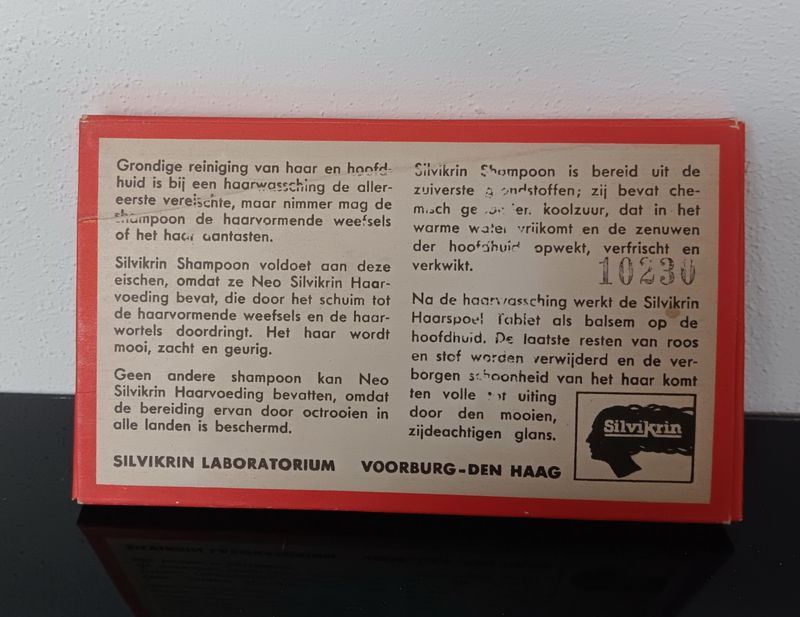 Grondige reiniging van haar en hoofd-
huid is bij een haarwassching de aller-
eerste vereischte, maar nimmer mag de
shampoon de haarvormende weefsels
of het haar aantasten.
Silvikrin Shampoon voldoet aan deze
eischen, omdat ze Neo Silvikrin Haar-
voeding bevat, die door het schuim tot
de haarvormende weefsels en de haar-
wortels doordringt. Het haar wordt
mooi, zacht en geurig.
Geen andere shampoon kan Neo
Silvikrin Haarvoeding bevatten, omdat
de bereiding ervan door octrooien in
alle landen is beschermd.
Silvikrin Shampoon is bereid uit de
zuiverste grondstoffen; zij bevat che-
misch koolzuur, dat in het
warme water vrijkomt en de zenuwen
der hoofdhuid opwekt, verfrischt en
verkwikt.
10230
Na de haarwassching werkt de Silvikrin
Haarspoel Tablet als balsem op de
hoofdhuid. De laatste resten van roos
en stof worden verwijderd en de ver-
borgen schoonheid van het haar komt
ten volle tot uiting
door den mooien,
zijdeachtigen glans.
Silvikrin
SILVIKRIN LABORATORIUM VOORBURG-DEN HAAG